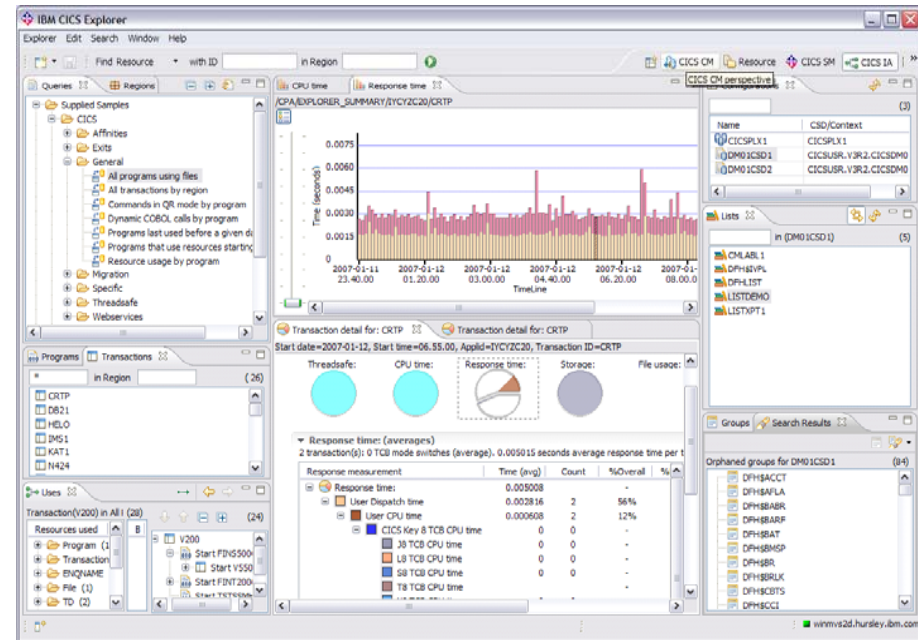 IBM CICS Explorer
Explorer Edit Search Window Help
Find Resource with ID in Region
CICS CM Resource CICS SM CICS IA
CICS CM perspective
Queries Regions
Supplied Samples
CICS
Affinities
Exits
General
All programs using files
All transactions by region
Commands in QR mode by program
Dynamic COBOL calls by program
Programs last used before a given da
Programs that use resources starting
Resource usage by program
Migration
Specific
Threadsafe
Webservices
Programs Transactions
* in Region (26)
CRTP
DB21
HELO
IMS1
KAT1
N424
Uses
Transaction(V200) in All I (28)
(24)
Resources used B
Program (1
Transaction
ENQNAME
File (1)
TD (2)
V200
Start FINS500
Start V550
Start FINT200
CPU time Response time
/CPA/EXPLORER_SUMMARY/IYCYZC20/CRTP
Time (seconds)
0.0075
0.0060
0.0045
0.0030
0.0015
0
2007-01-11 2007-01-12 2007-01-12 2007-01-12 2007-01-12 2007-01-
23.40.00 01.20.00 03.00.00 04.40.00 06.20.00 08.00.0
TimeLine
Transaction detail for: CRTP Transaction detail for: CRTP
Start date=2007-01-12, Start time=06.55.00, Applid=IYCYZC20, Transaction ID=CRTP
Threadsafe: CPU time: Response time: Storage: File usage:
Response time: (averages)
2 transaction(s): 0 TCB mode switches (average). 0.005015 seconds average response time per t
Response measurement Time (avg) Count %Overall %
Response time: 0.005008 -
User Dispatch time 0.002816 2 56%
User CPU time 0.000608 2 12%
CICS Key 8 TCB CPU time 0 0 -
J8 TCB CPU time 0 0 -
L8 TCB CPU time 0 0 -
S8 TCB CPU time 0 0 -
T8 TCB CPU time
(3)
Name CSD/Context
CICSPLX1 CICSPLX1
DM01CSD1 CICSUSR.V3R2.CICSDM0
DM01CSD2 CICSUSR.V3R2.CICSDM0
Lists
in (DM01CSD1) (5)
CMLABL1
DFH$IVPL
DFHLIST
LISTDEMO
LISTXPT1
Groups Search Results
Orphaned groups for DM01CSD1 (84)
DFH$ACCT
DFH$AFLA
DFH$BABR
DFH$BARF
DFH$BAT
DFH$BMSP
DFH$BR
DFH$BRLK
DFH$CBTS
DFH$CCI
winmvs2d.hursley.ibm.com